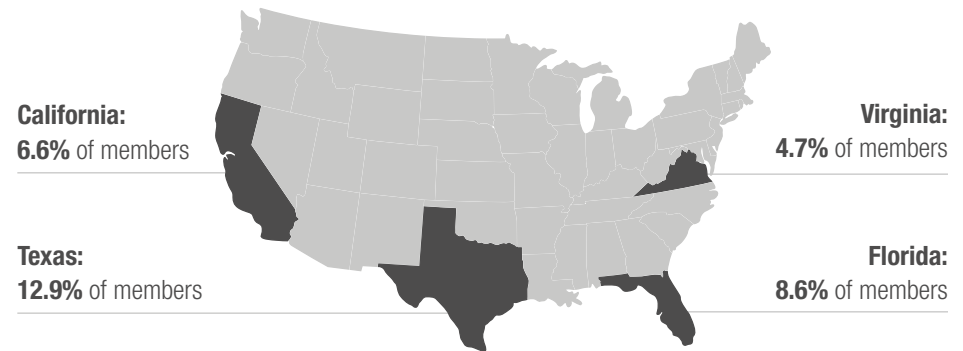 California:
6.6% of members
Texas:
12.9% of members
Virginia:
4.7% of members
Florida:
8.6% of members